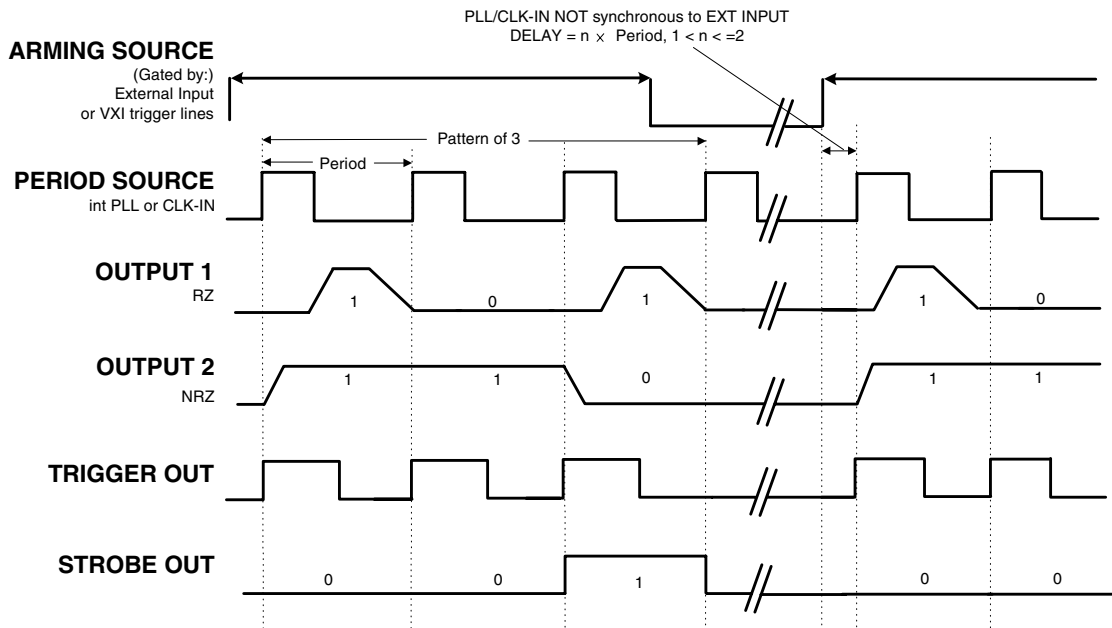 PLL/CLK-IN NOT synchronous to EXT INPUT
DELAY = n x Period, 1 < n <=2
ARMING SOURCE
(Gated by:)
External Input
or VXI trigger lines
Pattern of 3
Period
PERIOD SOURCE
int PLL or CLK-IN
OUTPUT 1
RZ
1 0 1 1 0
OUTPUT 2
NRZ
1 1 0 1 1
TRIGGER OUT
STROBE OUT
0 0 1 0 0